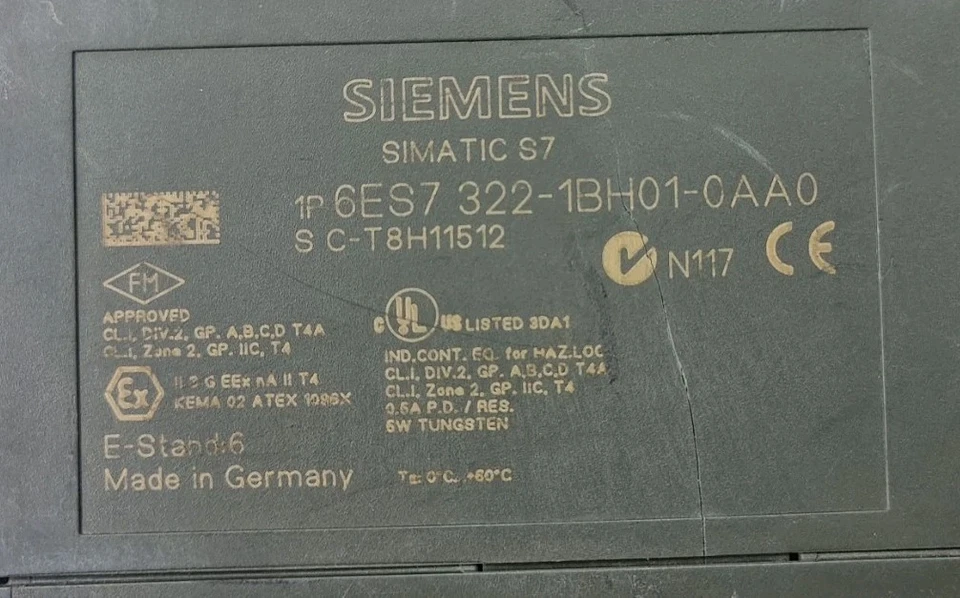 SIEMENS
SIMATIC S7
1P 6ES7 322-1BH01-0AA0
S C-T8H11512
N117 CE
FM
APPROVED
CL.I, DIV.2, GP. A,B,C,D T4A
CL.I, Zone 2, GP. IIC, T4
Ex
II 3 G EEx nA II T4
KEMA 02 ATEX 1096X
E-Stand:6
Made in Germany
C UL US LISTED 3DA1
IND.CONT. EQ. for HAZ.LOC
CL.I, DIV.2, GP. A,B,C,D T4A
CL.I, Zone 2, GP. IIC, T4
0.5A P.D. / RES.
5W TUNGSTEN
Ta: 0°C..+60°C